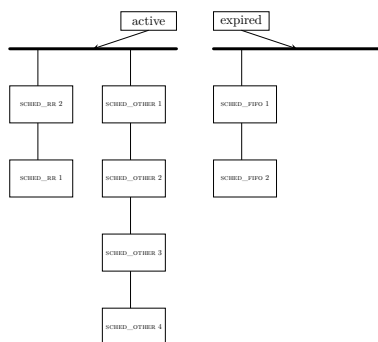 active
expired
SCHED_RR 2
SCHED_OTHER 1
SCHED_FIFO 1
SCHED_RR 1
SCHED_OTHER 2
SCHED_FIFO 2
SCHED_OTHER 3
SCHED_OTHER 4